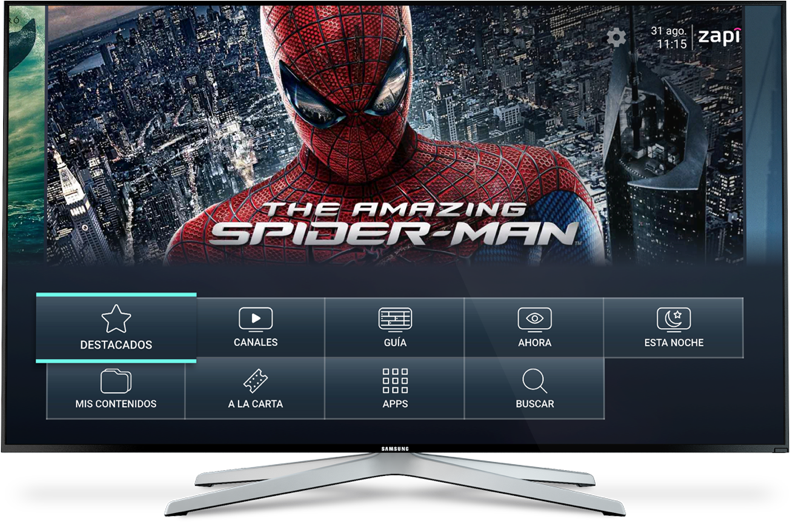 31 ago.
11:15
zapi
THE AMAZING
SPIDER-MAN
DESTACADOS
CANALES
GUÍA
AHORA
ESTA NOCHE
MIS CONTENIDOS
A LA CARTA
APPS
BUSCAR
SAMSUNG